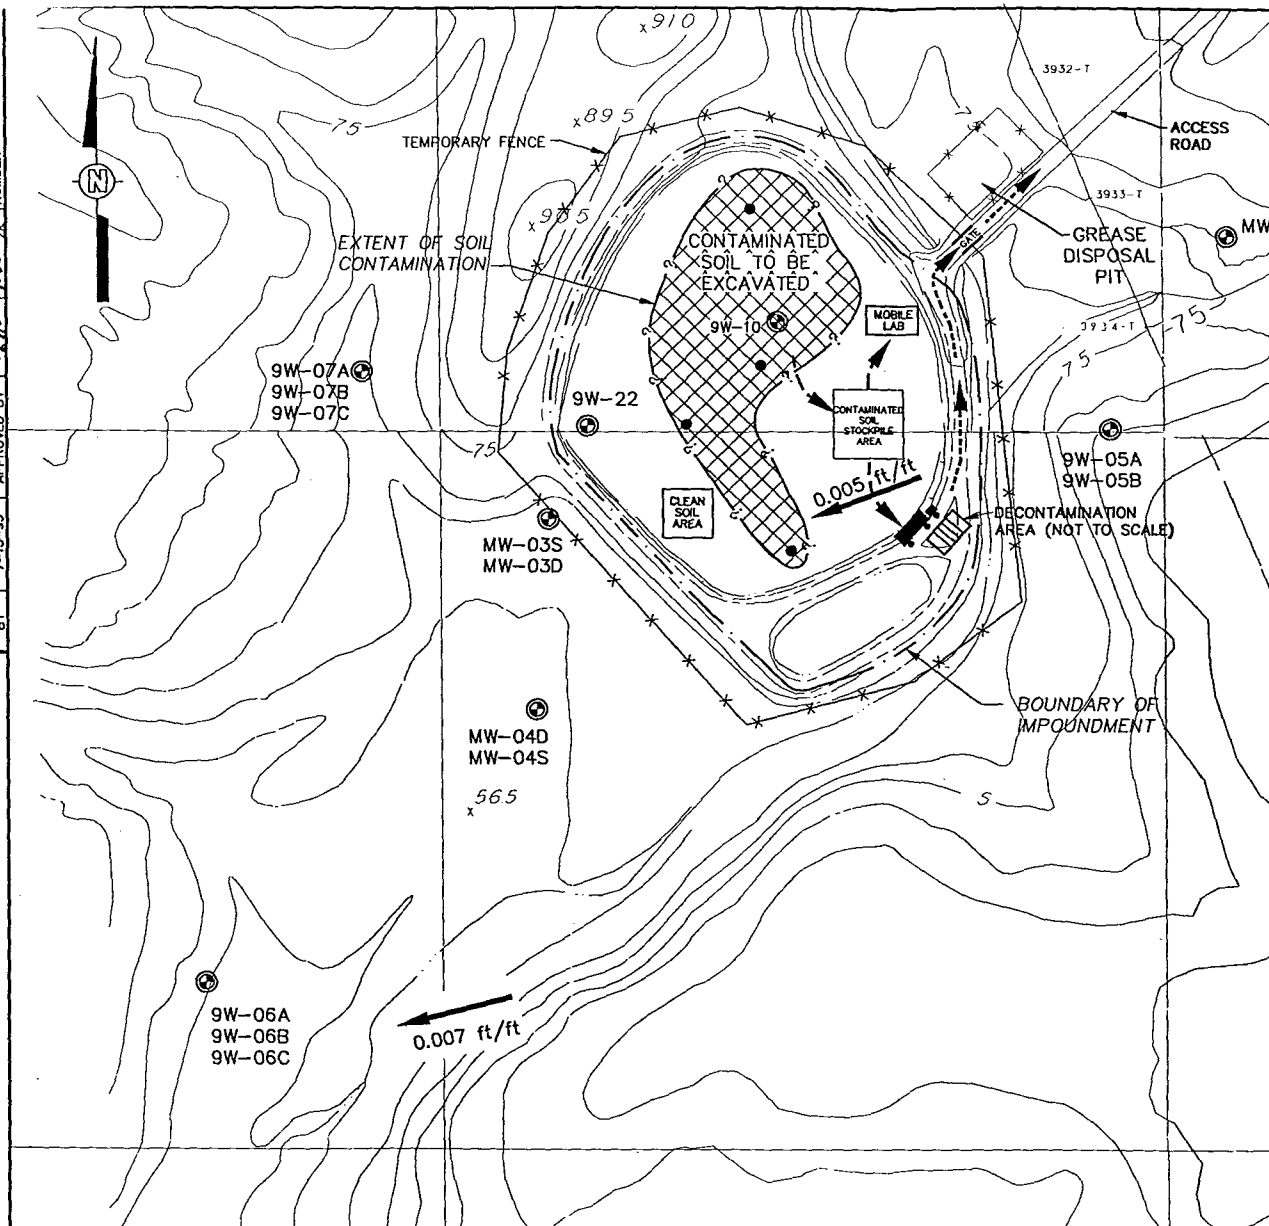 x910
3932-T
75
x895
TEMPORARY FENCE
75
ACCESS
ROAD
N
3933-T
x905
MW
EXTENT OF SOIL
CONTAMINATION
CONTAMINATED
SOIL TO BE
EXCAVATED
GATE
GREASE
DISPOSAL
PIT
MOBILE
LAB
9W-10
3934-T
75
75
9W-07A
9W-07B
9W-07C
9W-22
CONTAMINATED
SOIL
STOCKPILE
AREA
75
9W-05A
9W-05B
0.005 ft/ft
CLEAN
SOIL
AREA
DECONTAMINATION
AREA (NOT TO SCALE)
MW-03S
MW-03D
BOUNDARY OF
IMPOUNDMENT
MW-04D
MW-04S
x565
S
9W-06A
9W-06B
9W-06C
0.007 ft/ft